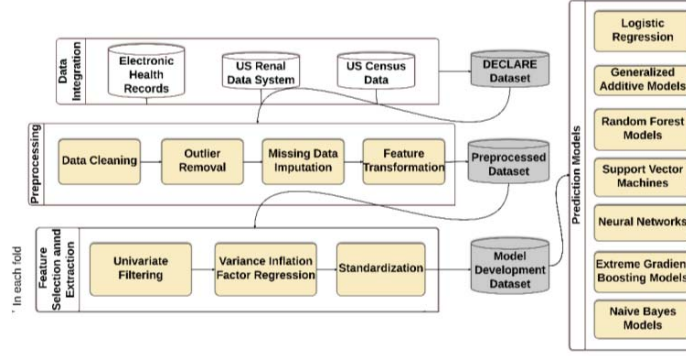 Data
Integration
Electronic
Health
Records
US Renal
Data System
US Census
Data
DECLARE
Dataset
Preprocessing
Data Cleaning
Outlier
Removal
Missing Data
Imputation
Feature
Transformation
Preprocessed
Dataset
' In each fold
Feature
Selection annd
Extraction
Univariate
Filtering
Variance Inflation
Factor Regression
Standardization
Model
Development
Dataset
Prediction Models
Logistic
Regression
Generalized
Additive Models
Random Forest
Models
Support Vector
Machines
Neural Networks
Extreme Gradien
Boosting Models
Naive Bayes
Models